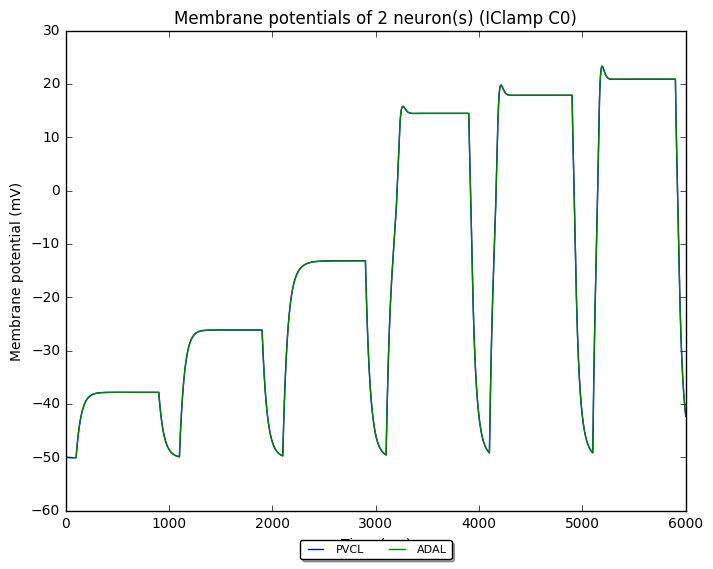 Membrane potentials of 2 neuron(s) (IClamp C0)
30
20
10
0
−10
−20
−30
−40
−50
−60
Membrane potential (mV)
0 1000 2000 3000 4000 5000 6000
PVCL ADAL